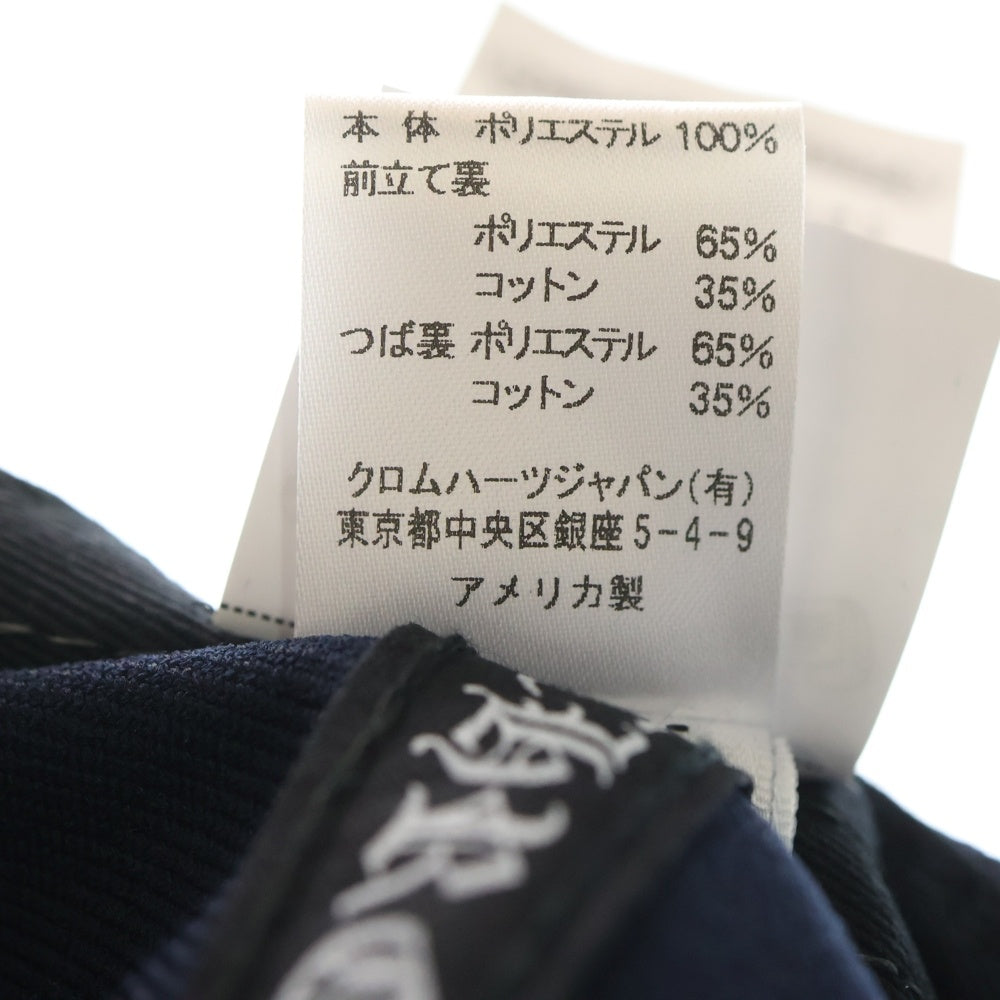 本 体 ポリエステル 100%
前立て裏
ポリエステル 65%
コットン 35%
つば裏 ポリエステル 65%
コットン 35%
クロムハーツジャパン(有)
東京都中央区銀座5-4-9
アメリカ製